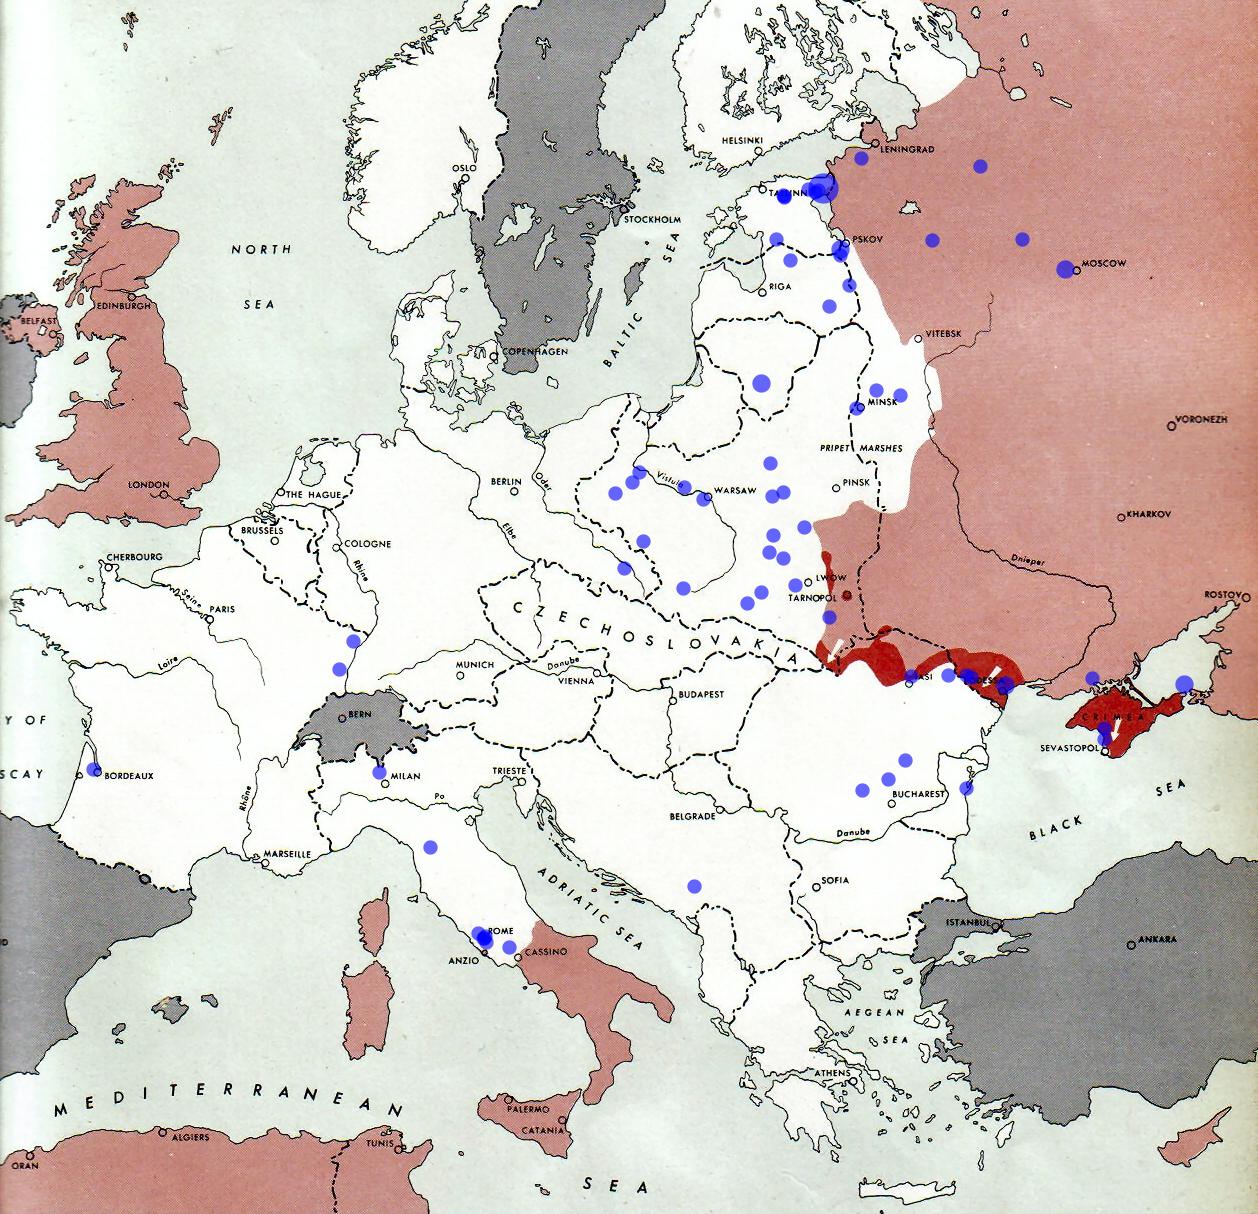 HELSINKI
LENINGRAD
OSLO
STOCKHOLM
NORTH
SEA
BALTIC SEA
PSKOV
MOSCOW
RIGA
EDINBURGH
BELFAST
COPENHAGEN
VITEBSK
MINSK
VORONEZH
PRIPET MARSHES
LONDON
THE HAGUE
BERLIN
Oder
Vistula
WARSAW
PINSK
KHARKOV
BRUSSELS
COLOGNE
Elbe
CHERBOURG
Rhine
Dnieper
Seine
PARIS
LWOW
TARNOPOL
ROSTOV
CZECHOSLOVAKIA
Loire
MUNICH
Danube
VIENNA
BUDAPEST
ODESSA
Y OF
SCAY
BERN
CRIMEA
SEVASTOPOL
BORDEAUX
MILAN
TRIESTE
Rhône
Po
BUCHAREST
BELGRADE
Danube
BLACK SEA
MARSEILLE
SOFIA
ADRIATIC SEA
ROME
ANZIO
CASSINO
ISTANBUL
ANKARA
AEGEAN
SEA
ATHENS
MEDITERRANEAN
SEA
PALERMO
CATANIA
ALGIERS
TUNIS
ORAN